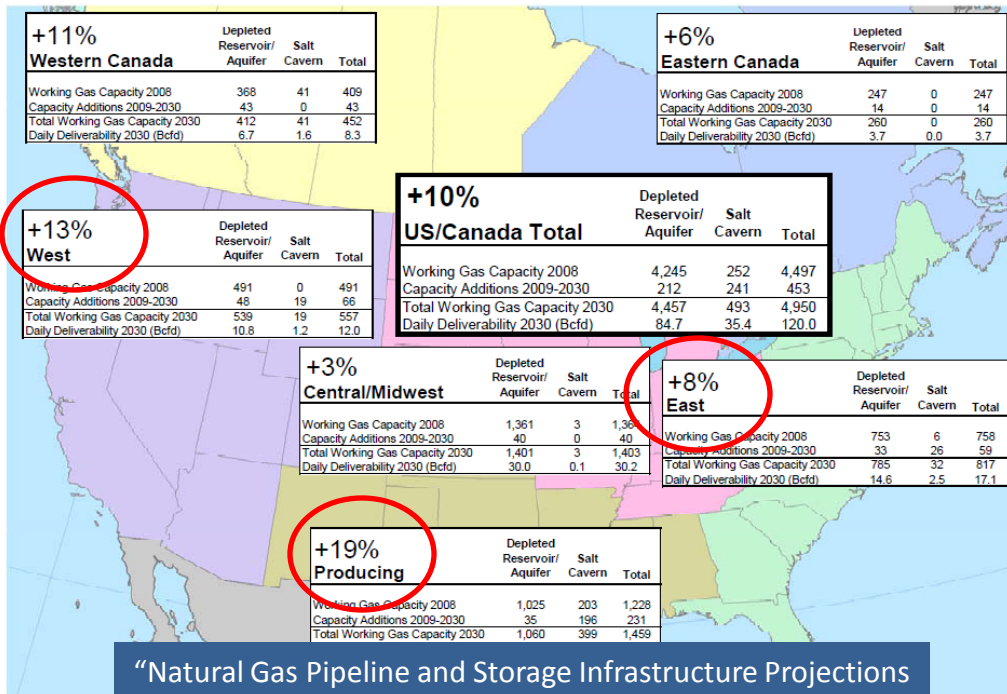 +11%
Western Canada
Depleted Reservoir/ Aquifer Salt Cavern Total
Working Gas Capacity 2008 368 41 409
Capacity Additions 2009-2030 43 0 43
Total Working Gas Capacity 2030 412 41 452
Daily Deliverability 2030 (Bcfd) 6.7 1.6 8.3
+6%
Eastern Canada
Depleted Reservoir/ Aquifer Salt Cavern Total
Working Gas Capacity 2008 247 0 247
Capacity Additions 2009-2030 14 0 14
Total Working Gas Capacity 2030 260 0 260
Daily Deliverability 2030 (Bcfd) 3.7 0.0 3.7
+13%
West
Depleted Reservoir/ Aquifer Salt Cavern Total
Working Gas Capacity 2008 491 0 491
Capacity Additions 2009-2030 48 19 66
Total Working Gas Capacity 2030 539 19 557
Daily Deliverability 2030 (Bcfd) 10.8 1.2 12.0
+10%
US/Canada Total
Depleted Reservoir/ Aquifer Salt Cavern Total
Working Gas Capacity 2008 4,245 252 4,497
Capacity Additions 2009-2030 212 241 453
Total Working Gas Capacity 2030 4,457 493 4,950
Daily Deliverability 2030 (Bcfd) 84.7 35.4 120.0
+3%
Central/Midwest
Depleted Reservoir/ Aquifer Salt Cavern Total
Working Gas Capacity 2008 1,361 3
Capacity Additions 2009-2030 40 0 40
Total Working Gas Capacity 2030 1,401 3 1,403
Daily Deliverability 2030 (Bcfd) 30.0 0.1 30.2
+8%
East
Depleted Reservoir/ Aquifer Salt Cavern Total
Working Gas Capacity 2008 753 6 758
Capacity Additions 2009-2030 33 26 59
Total Working Gas Capacity 2030 785 32 817
Daily Deliverability 2030 (Bcfd) 14.6 2.5 17.1
+19%
Producing
Depleted Reservoir/ Aquifer Salt Cavern Total
Working Gas Capacity 2008 1,025 203 1,228
Capacity Additions 2009-2030 35 196 231
Total Working Gas Capacity 2030 1,060 399 1,459
“Natural Gas Pipeline and Storage Infrastructure Projections